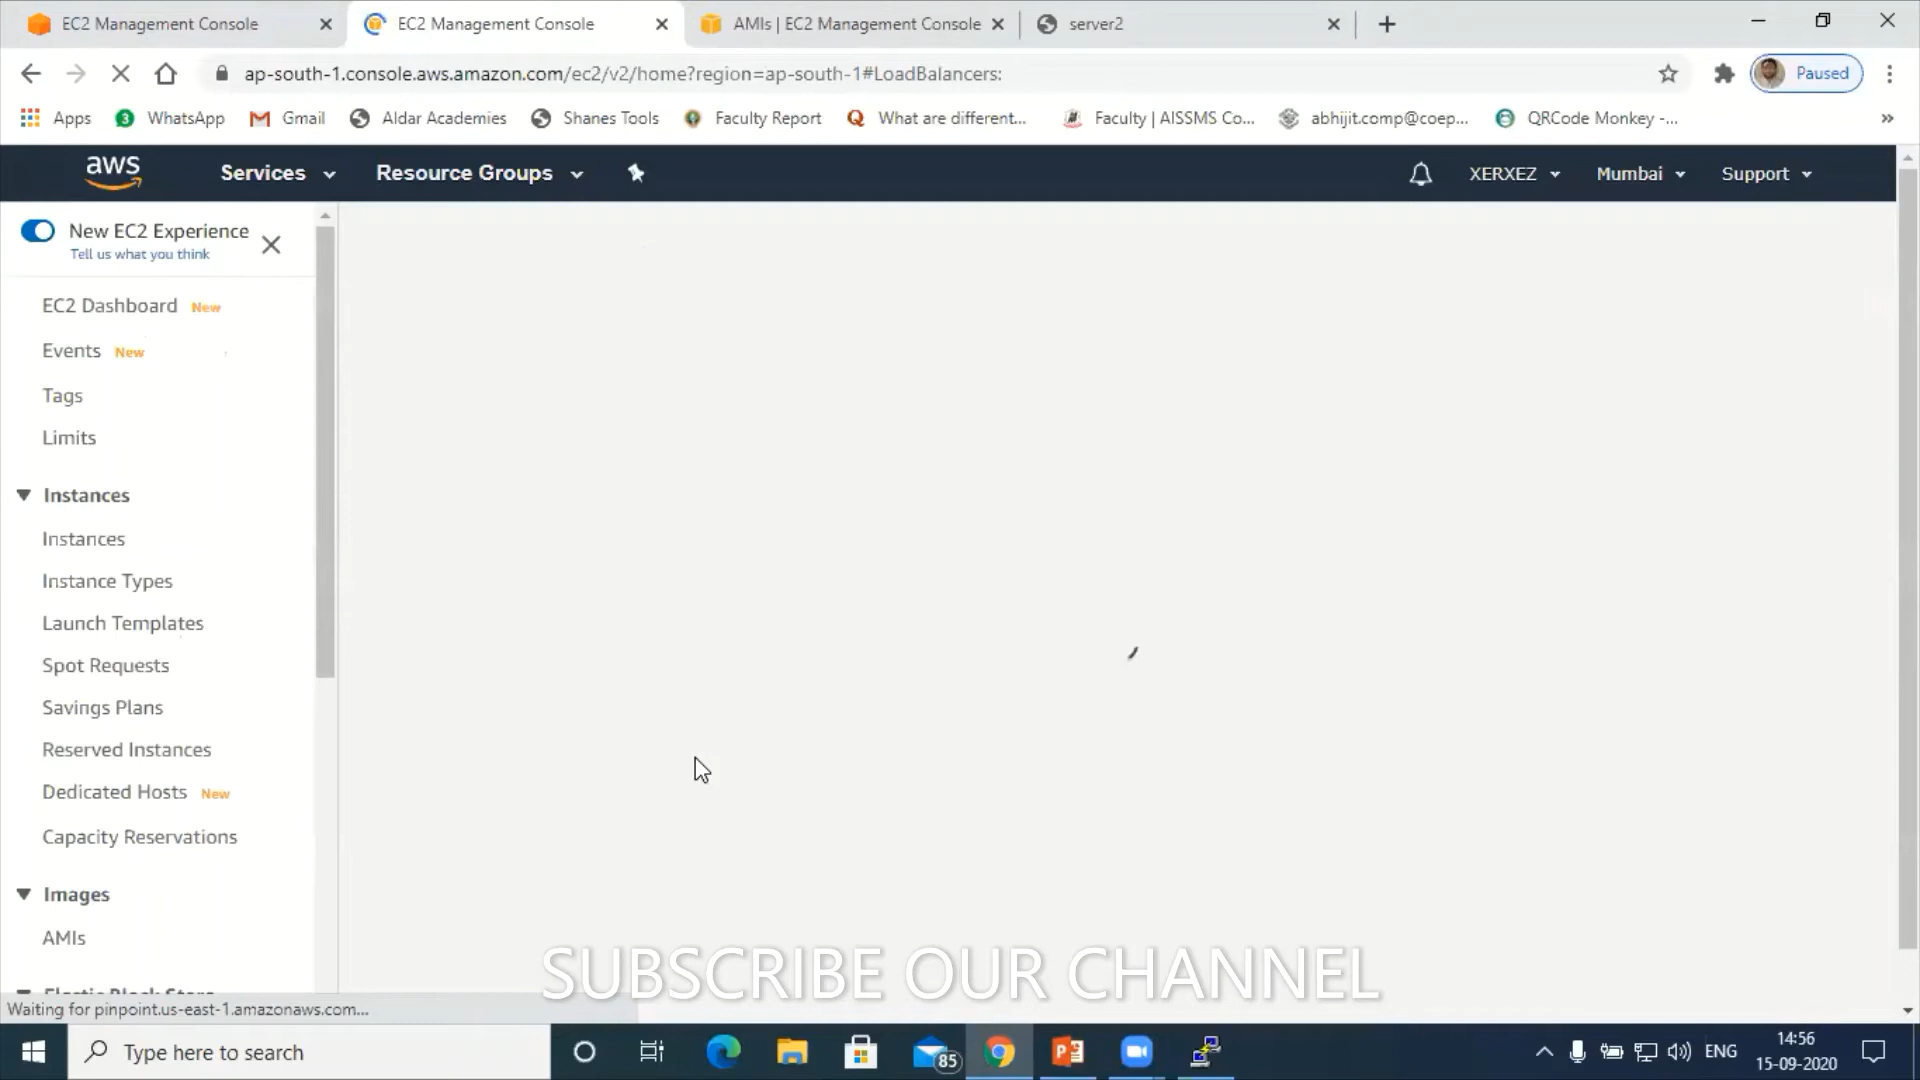 EC2 Management Console
EC2 Management Console
AMIs | EC2 Management Console
server2
ap-south-1.console.aws.amazon.com/ec2/v2/home?region=ap-south-1#LoadBalancers:
Paused
Apps
3
WhatsApp
Gmail
Aldar Academies
Shanes Tools
Faculty Report
What are different...
Faculty | AISSMS Co...
abhijit.comp@coep...
QRCode Monkey -...
»
aws
Services
Resource Groups
XERXEZ
Mumbai
Support
New EC2 Experience
Tell us what you think
EC2 Dashboard New
Events New
Tags
Limits
Instances
Instances
Instance Types
Launch Templates
Spot Requests
Savings Plans
Reserved Instances
Dedicated Hosts New
Capacity Reservations
Images
AMIs
Elastic Block Store
SUBSCRIBE OUR CHANNEL
Waiting for pinpoint.us-east-1.amazonaws.com...
Type here to search
85
ENG
14:56
15-09-2020